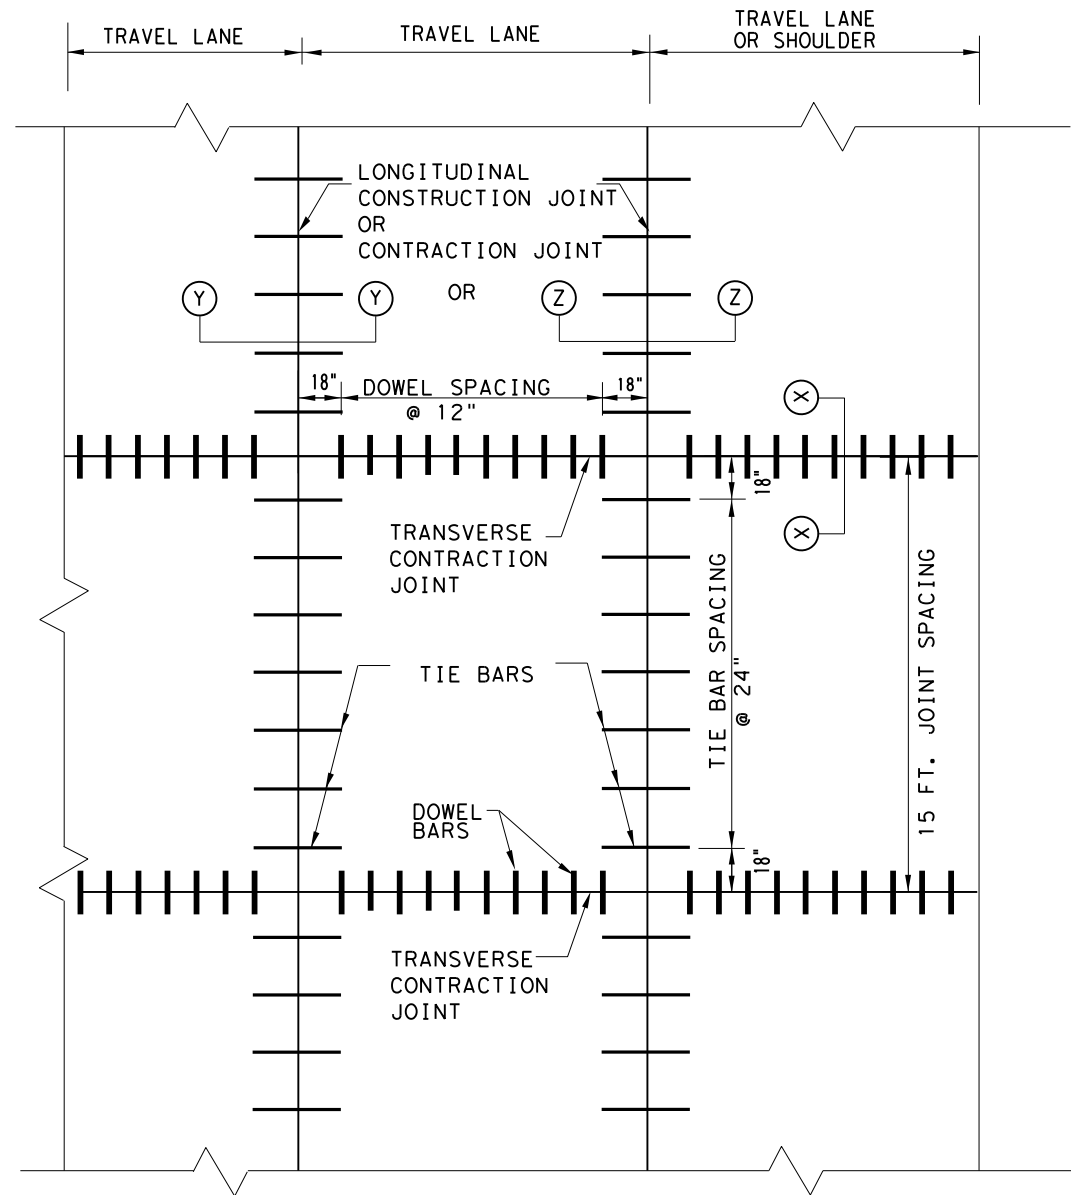 TRAVEL LANE
TRAVEL LANE
TRAVEL LANE
OR SHOULDER
LONGITUDINAL
CONSTRUCTION JOINT
OR
CONTRACTION JOINT
OR
Y
Y
Z
Z
18"
DOWEL SPACING
@ 12"
18"
X
X
18"
TRANSVERSE
CONTRACTION
JOINT
TIE BAR SPACING
@ 24"
15 FT. JOINT SPACING
TIE BARS
DOWEL
BARS
18"
TRANSVERSE
CONTRACTION
JOINT